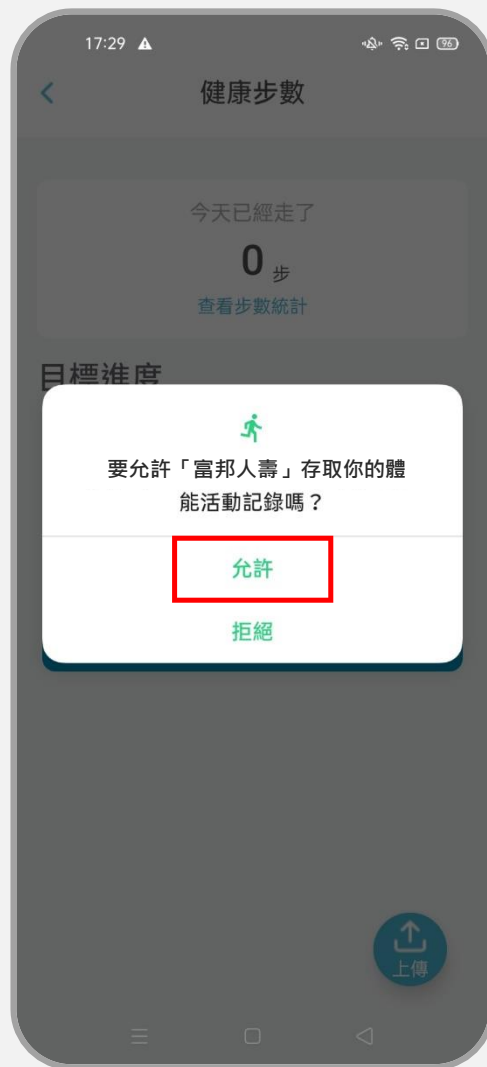 17:29
96
健康步數
今天已經走了
0 步
查看步數統計
目標進度
要允許「富邦人壽」存取你的體
能活動記錄嗎？
允許
拒絕
上傳